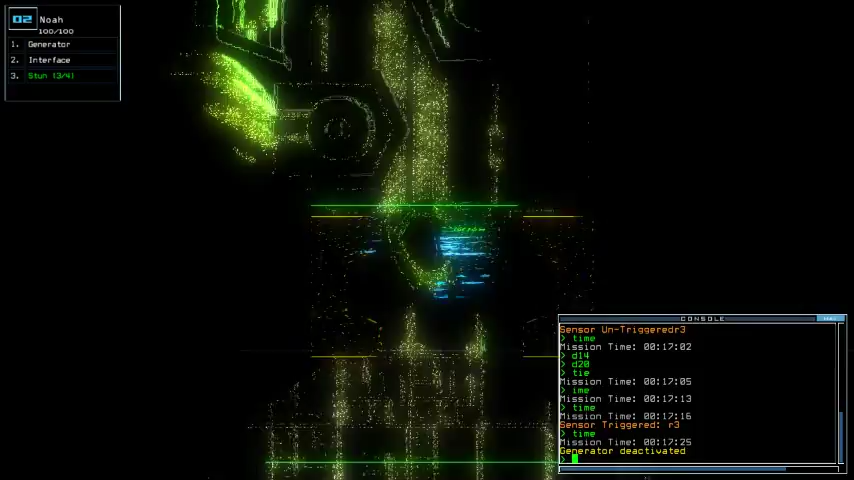 02 Noah
100/100
1. Generator
2. Interface
3. Stun (3/4)
CONSOLE
Sensor Un-Triggeredr3
> time
Mission Time: 00:17:02
> d14
> d20
> tie
Mission Time: 00:17:05
> ime
Mission Time: 00:17:13
> time
Mission Time: 00:17:16
Sensor Triggered: r3
> time
Mission Time: 00:17:25
Generator deactivated
>